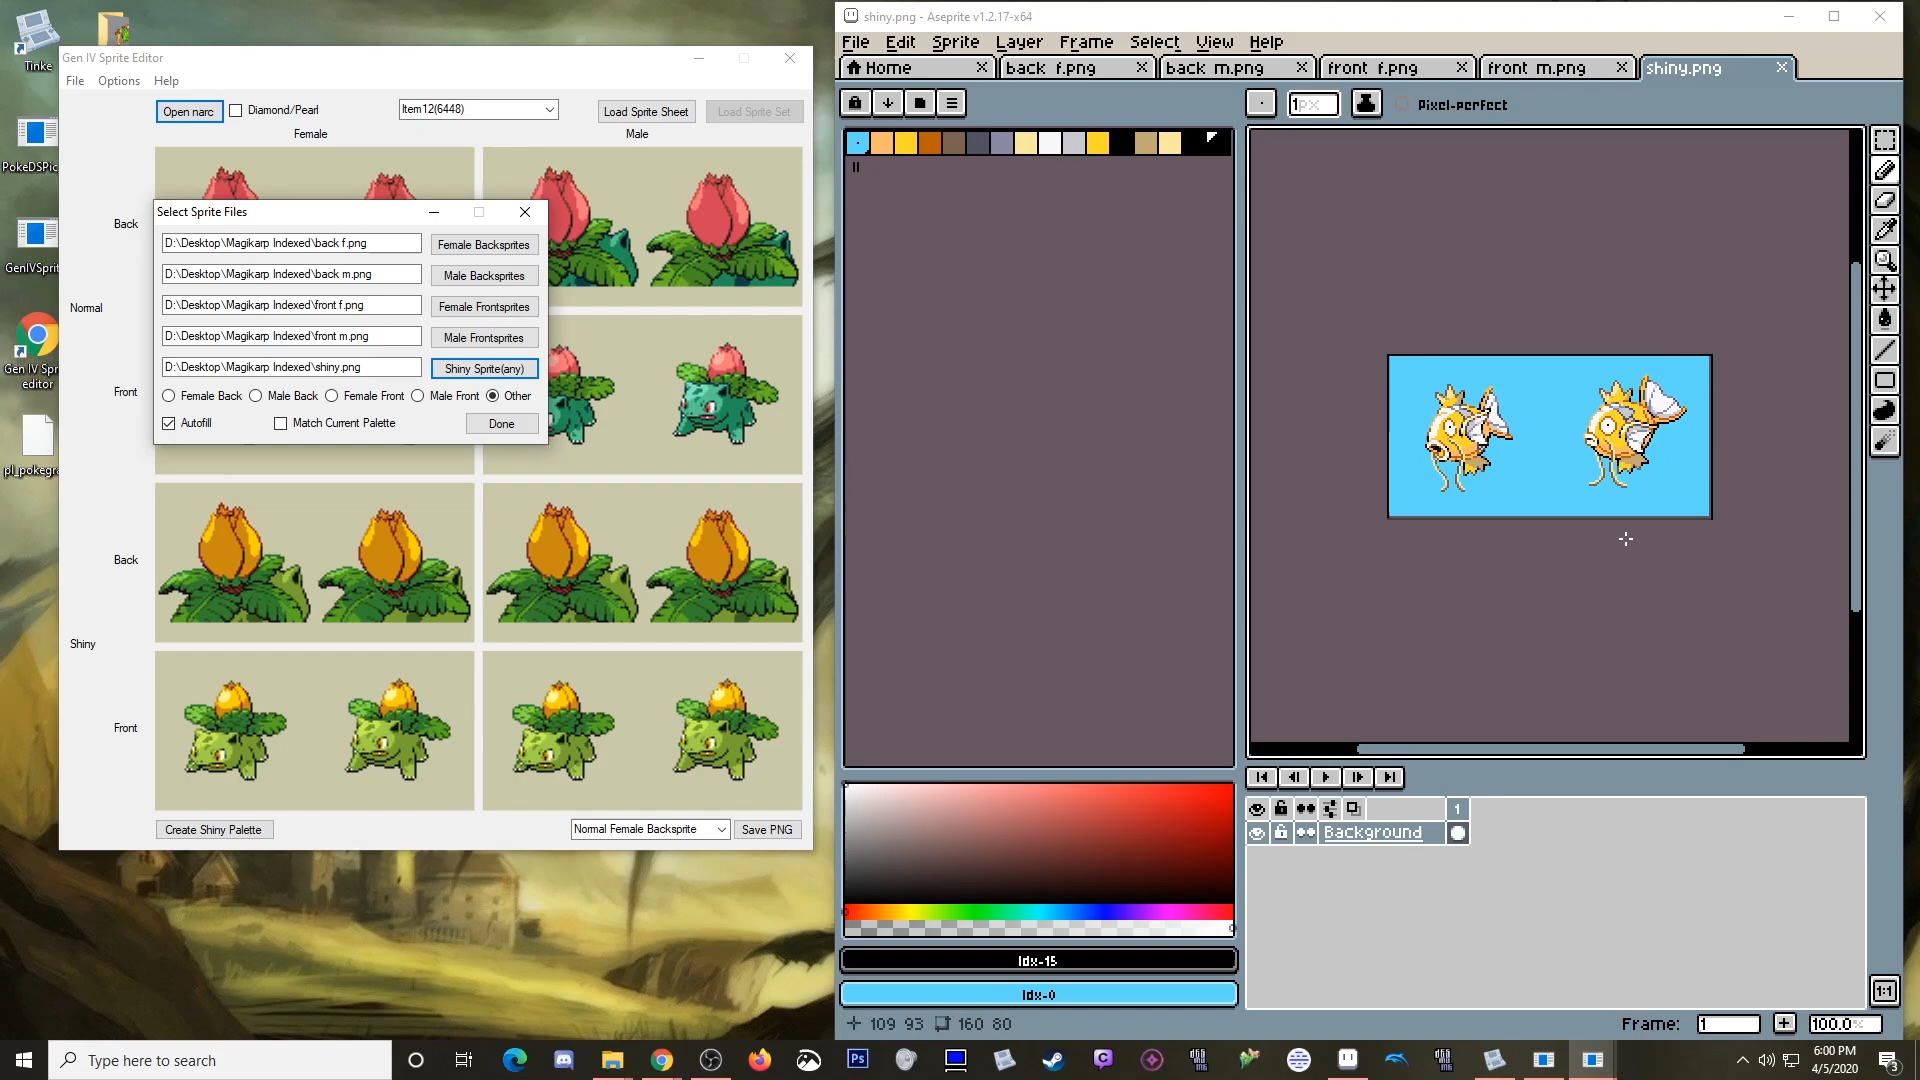 Tinke
PokeDSPic
GenIVSprit
Gen IV Sprite
editor
pl_pokegra
Gen IV Sprite Editor
File Options Help
Open narc
Diamond/Pearl
Item12(6448)
Load Sprite Sheet
Load Sprite Set
Female
Male
Back
Normal
Front
Back
Shiny
Front
Select Sprite Files
D:\Desktop\Magikarp Indexed\back f.png
Female Backsprites
D:\Desktop\Magikarp Indexed\back m.png
Male Backsprites
D:\Desktop\Magikarp Indexed\front f.png
Female Frontsprites
D:\Desktop\Magikarp Indexed\front m.png
Male Frontsprites
D:\Desktop\Magikarp Indexed\shiny.png
Shiny Sprite(any)
Female Back Male Back Female Front Male Front Other
Autofill
Match Current Palette
Done
Create Shiny Palette
Normal Female Backsprite
Save PNG
shiny.png - Aseprite v1.2.17-x64
File Edit Sprite Layer Frame Select View Help
Home
back f.png
back m.png
front f.png
front m.png
shiny.png
1px
Pixel-perfect
Idx-15
Idx-0
1
Background
1:1
109 93
160 80
Frame:
1
100.0%
Type here to search
Ps
6:00 PM
4/5/2020
3